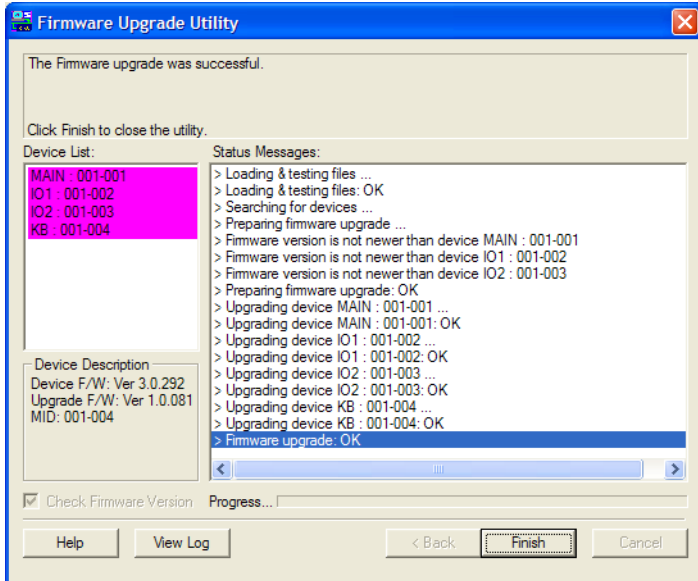 Firmware Upgrade Utility
The Firmware upgrade was successful.
Click Finish to close the utility.
Device List:
MAIN : 001-001
IO1 : 001-002
IO2 : 001-003
KB : 001-004
Status Messages:
> Loading & testing files ...
> Loading & testing files: OK
> Searching for devices ...
> Preparing firmware upgrade ...
> Firmware version is not newer than device MAIN : 001-001
> Firmware version is not newer than device IO1 : 001-002
> Firmware version is not newer than device IO2 : 001-003
> Preparing firmware upgrade: OK
> Upgrading device MAIN : 001-001 ...
> Upgrading device MAIN : 001-001: OK
> Upgrading device IO1 : 001-002 ...
> Upgrading device IO1 : 001-002: OK
> Upgrading device IO2 : 001-003 ...
> Upgrading device IO2 : 001-003: OK
> Upgrading device KB : 001-004 ...
> Upgrading device KB : 001-004: OK
> Firmware upgrade: OK
Device Description
Device F/W: Ver 3.0.292
Upgrade F/W: Ver 1.0.081
MID: 001-004
Check Firmware Version
Progress...
Help
View Log
< Back
Finish
Cancel